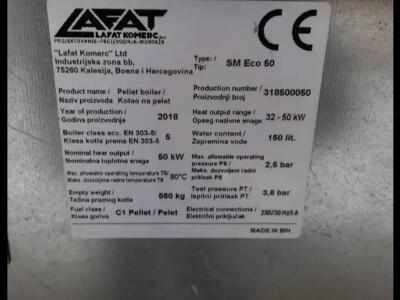 LAFAT
LAFAT KOMERC
PROJEKTOVANJE-PROIZVODNJA-MONTAŽA
"Lafat Komerc" Ltd
Industrijska zona bb,
75260 Kalesija, Bosna i Hercegovina
Type: /
Tip: SM Eco 50
Product name / Pellet boiler /
Naziv proizvoda Kotao na pelet
Production number /
Proizvodnji broj 318500050
Year of production /
Godina proizvodnje 2018
Heat output range /
Opseg nazivne snage 32 - 50 kW
Boiler class acc. EN 303-5/
Klasa kotla prema EN 303-5 5
Water content /
Zapremina vode 150 lit.
Nominal heat output /
Nominalna toplotna snaga 50 kW
Max. allowable operating
pressure PS /
Maks. dozvoljeni radni
pritisak PS 2,5 bar
Max. allowable operating temperature TS/
Maks. dozvoljena radna temperatura TS 90°C
Empty weight /
Težina praznog kotla 560 kg
Test pressure PT /
Ispitni pritisak PT 3,6 bar
Fuel class /
Klasa goriva C1 Pellet / Pelet
Electrical connections /
Električni priključak 230V/50 Hz/5 A
MADE IN BIH